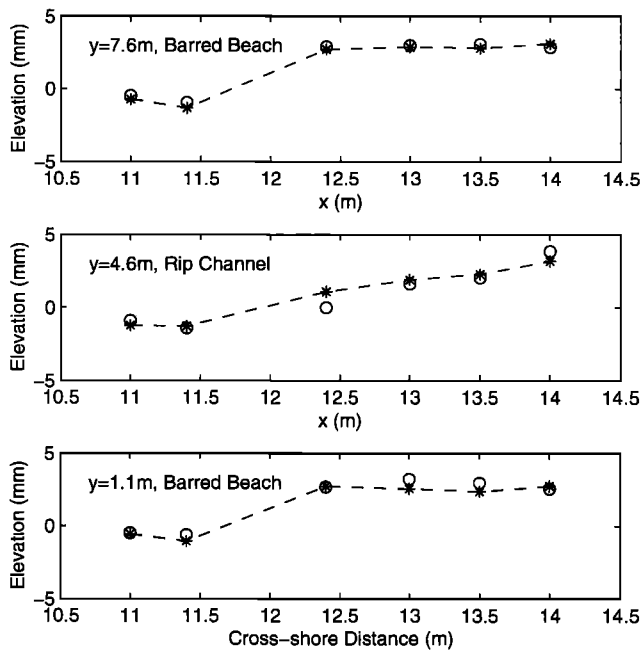 5
0
−5
Elevation (mm)
y=7.6m, Barred Beach
10.5 11 11.5 12 12.5 13 13.5 14 14.5
x (m)
5
0
−5
Elevation (mm)
y=4.6m, Rip Channel
10.5 11 11.5 12 12.5 13 13.5 14 14.5
x (m)
5
0
−5
Elevation (mm)
y=1.1m, Barred Beach
10.5 11 11.5 12 12.5 13 13.5 14 14.5
Cross−shore Distance (m)